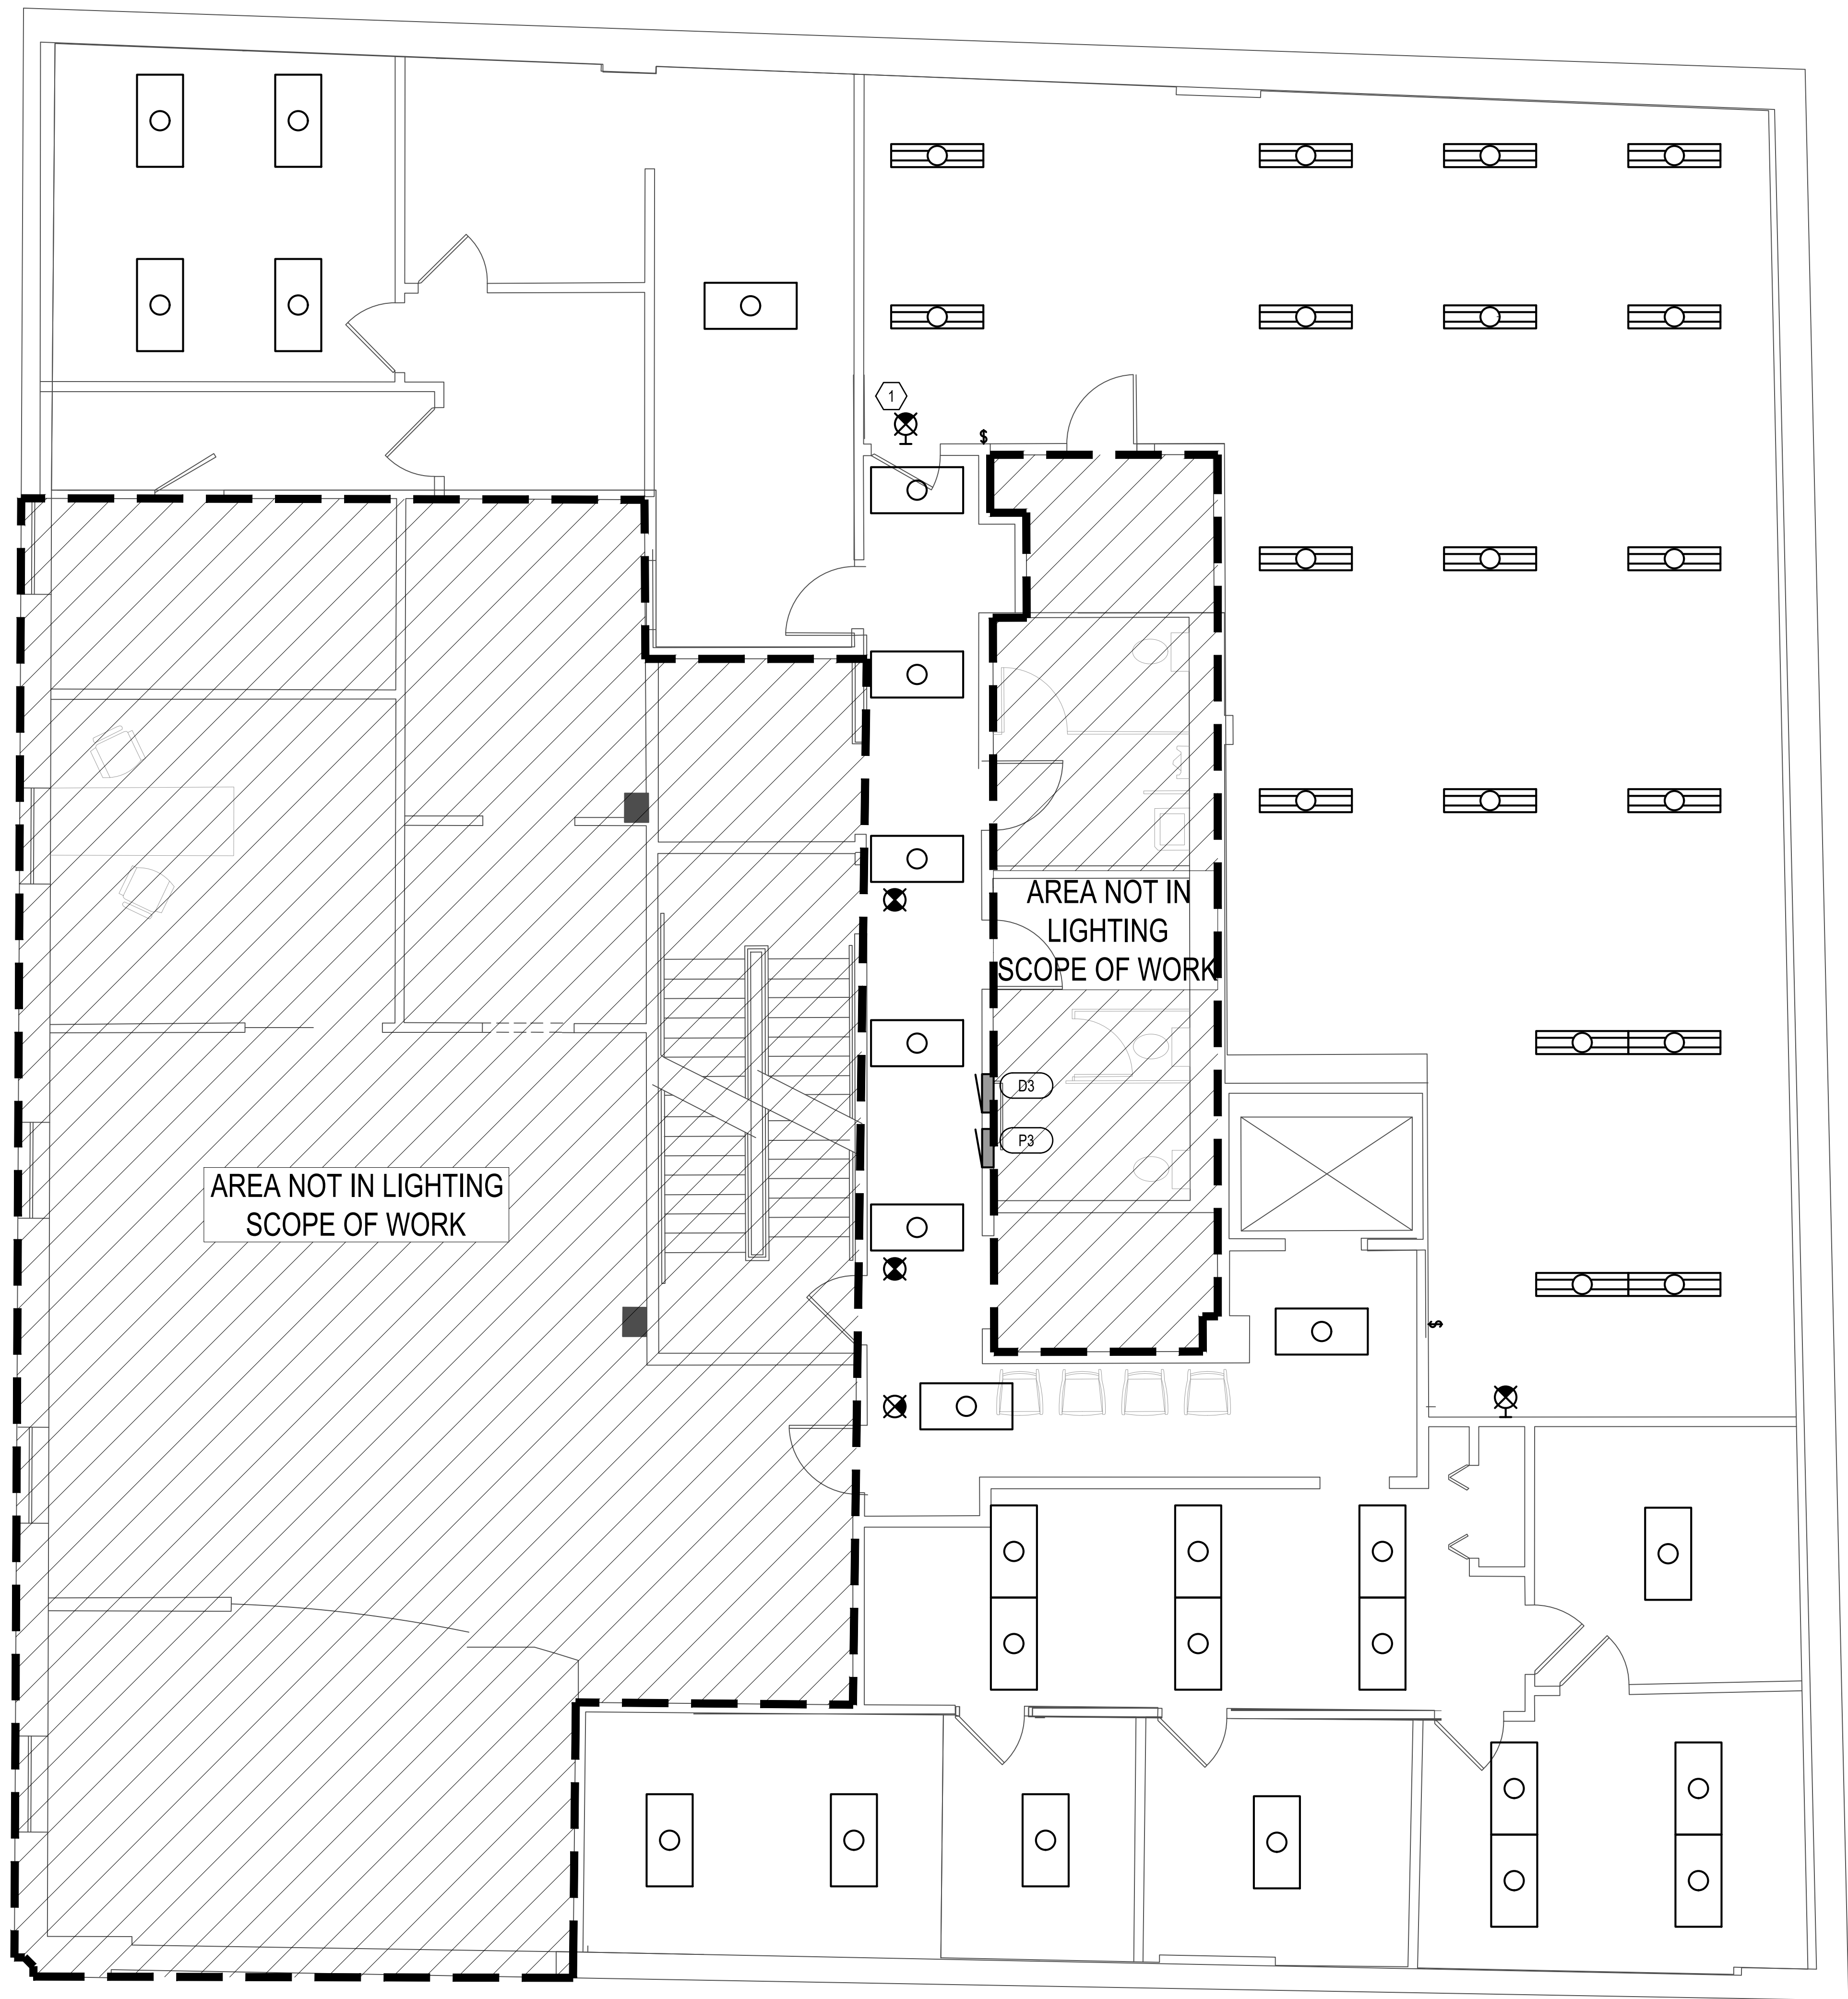 1
$
AREA NOT IN
LIGHTING
SCOPE OF WORK
D3
P3
AREA NOT IN LIGHTING
SCOPE OF WORK
$